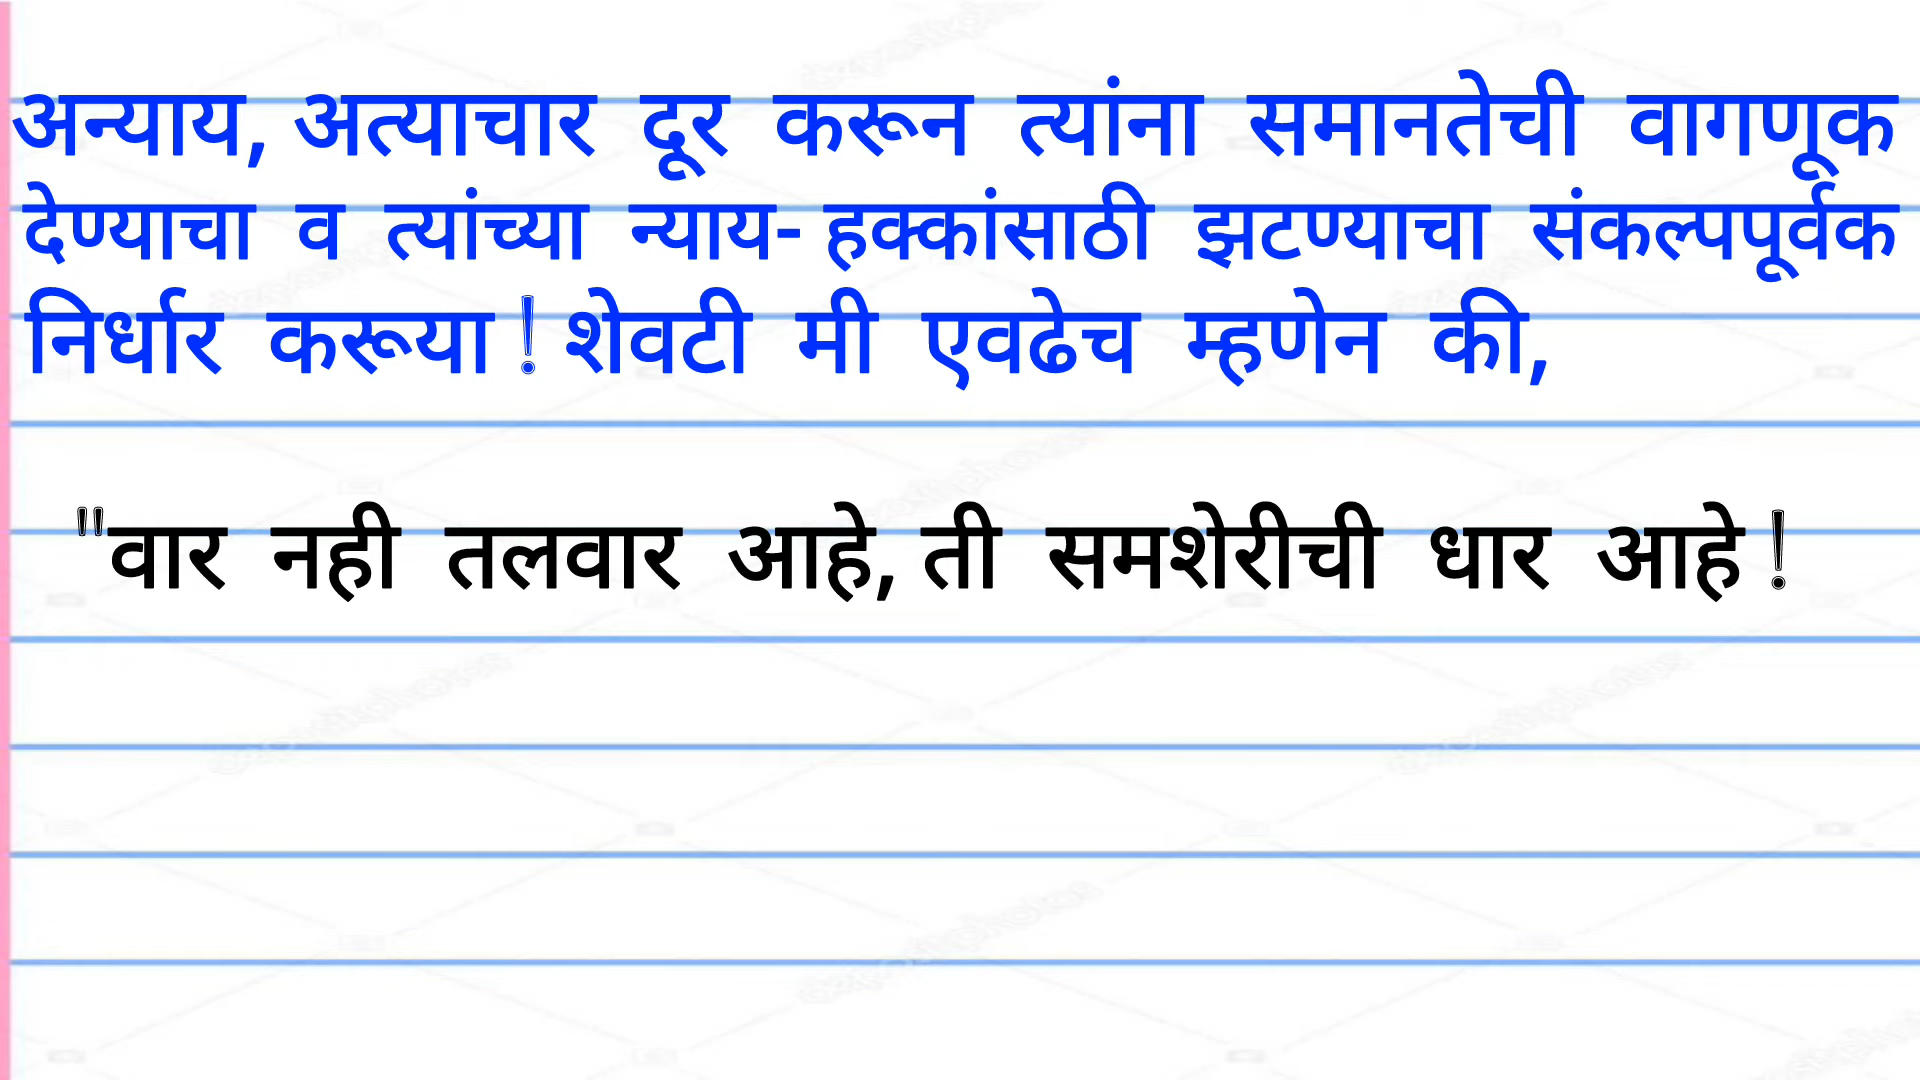 अन्याय, अत्याचार दूर करून त्यांना समानतेची वागणूक
देण्याचा व त्यांच्या न्याय- हक्कांसाठी झटण्याचा संकल्पपूर्वक
निर्धार करूया ! शेवटी मी एवढेच म्हणेन की,
"वार नही तलवार आहे, ती समशेरीची धार आहे !